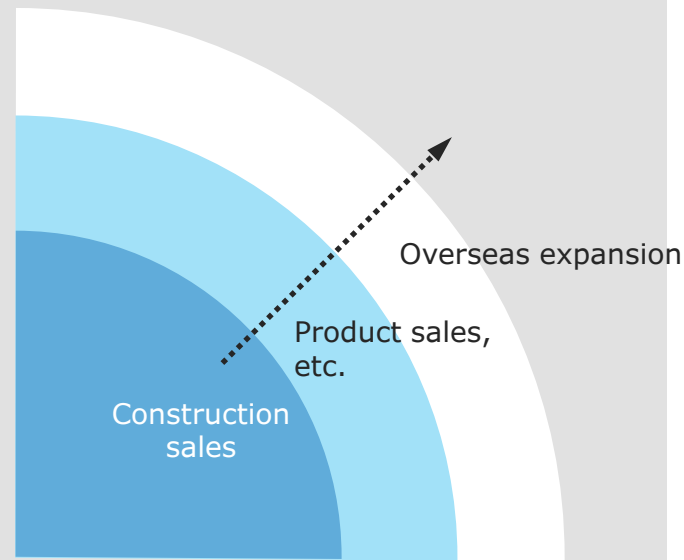 Overseas expansion
Product sales,
etc.
Construction
sales